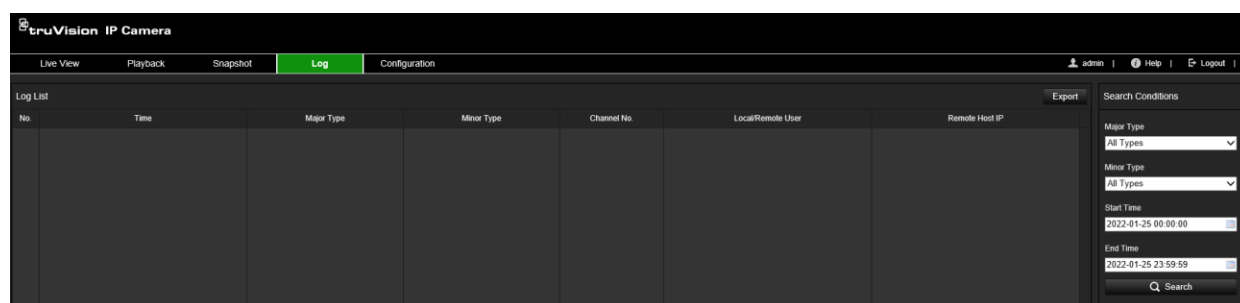 truVision IP Camera
Live View Playback Snapshot Log Configuration admin | Help | Logout |
Log List Export
No. Time Major Type Minor Type Channel No. Local/Remote User Remote Host IP
Search Conditions
Major Type
All Types
Minor Type
All Types
Start Time
2022-01-25 00:00:00
End Time
2022-01-25 23:59:59
Search